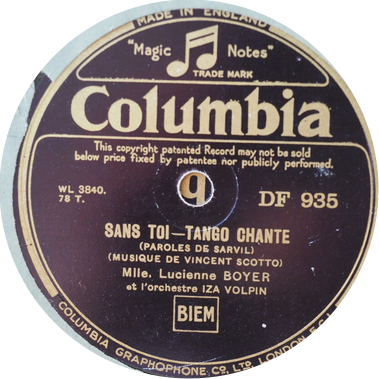 MADE IN ENGLAND
"Magic Notes"
TRADE MARK
Columbia
This copyright patented Record may not be sold
below price fixed by patentee nor publicly performed.
WL 3840.
78 T.
DF 935
SANS TOI—TANGO CHANTE
(PAROLES DE SARVIL)
(MUSIQUE DE VINCENT SCOTTO)
Mlle. Lucienne BOYER
et l'orchestre IZA VOLPIN
BIEM
COLUMBIA GRAPHOPHONE CO. LTD. LONDON E.C.1.